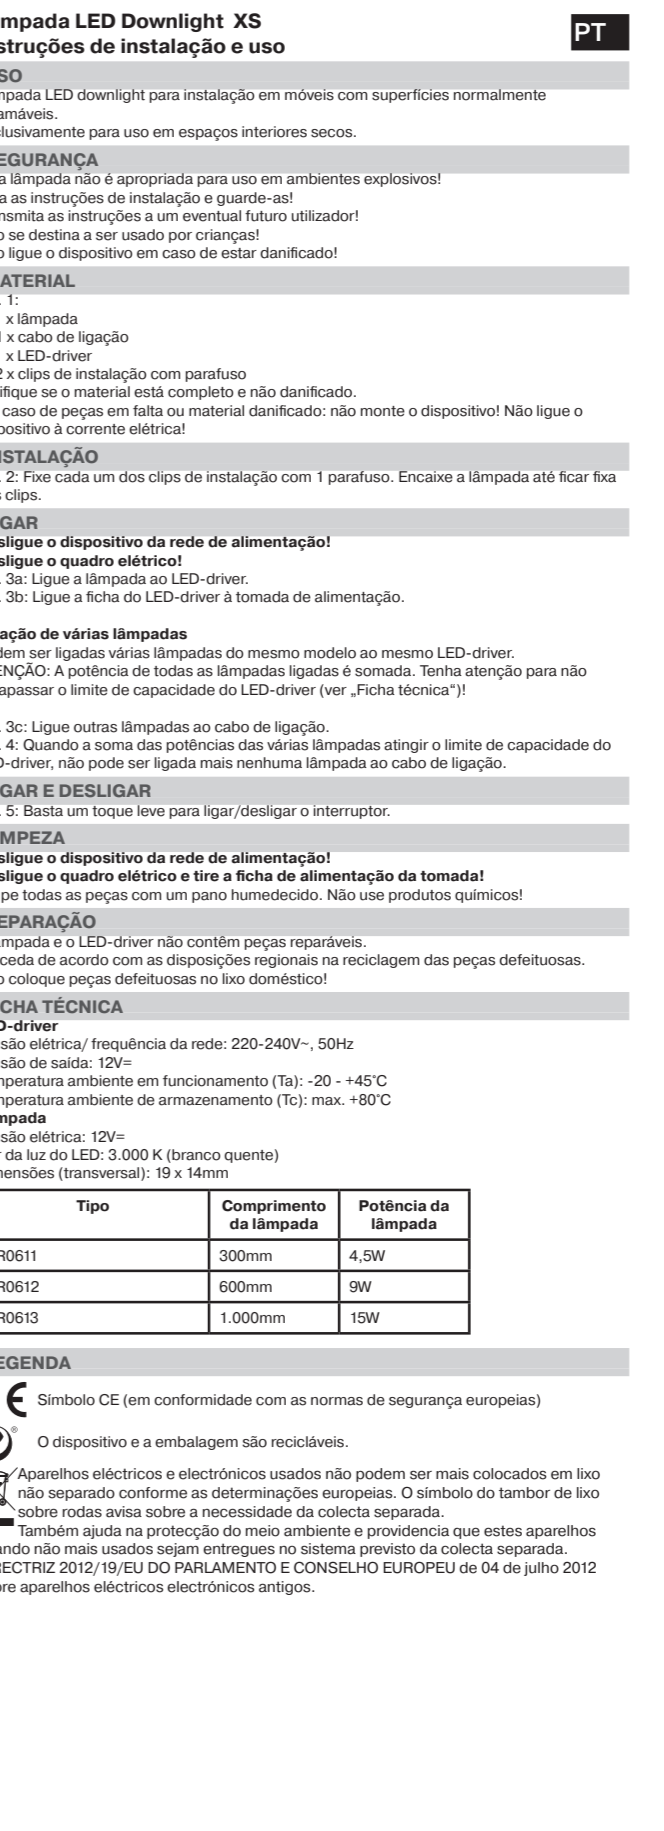 mpada LED Downlight XS
PT
struções de instalação e uso
SO
mpada LED downlight para instalação em móveis com superfícies normalmente
amáveis.
clusivamente para uso em espaços interiores secos.
EGURANÇA
a lâmpada não é apropriada para uso em ambientes explosivos!
a as instruções de instalação e guarde-as!
nsmita as instruções a um eventual futuro utilizador!
o se destina a ser usado por crianças!
o ligue o dispositivo em caso de estar danificado!
ATERIAL
. 1:
x lâmpada
x cabo de ligação
x LED-driver
2 x clips de instalação com parafuso
ifique se o material está completo e não danificado.
caso de peças em falta ou material danificado: não monte o dispositivo! Não ligue o
positivo à corrente elétrica!
STALAÇÃO
. 2: Fixe cada um dos clips de instalação com 1 parafuso. Encaixe a lâmpada até ficar fixa
s clips.
GAR
sligue o dispositivo da rede de alimentação!
sligue o quadro elétrico!
. 3a: Ligue a lâmpada ao LED-driver.
. 3b: Ligue a ficha do LED-driver à tomada de alimentação.
ação de várias lâmpadas
dem ser ligadas várias lâmpadas do mesmo modelo ao mesmo LED-driver.
ENÇÃO: A potência de todas as lâmpadas ligadas é somada. Tenha atenção para não
apassar o limite de capacidade do LED-driver (ver „Ficha técnica“)!
. 3c: Ligue outras lâmpadas ao cabo de ligação.
. 4: Quando a soma das potências das várias lâmpadas atingir o limite de capacidade do
D-driver, não pode ser ligada mais nenhuma lâmpada ao cabo de ligação.
GAR E DESLIGAR
. 5: Basta um toque leve para ligar/desligar o interruptor.
MPEZA
sligue o dispositivo da rede de alimentação!
sligue o quadro elétrico e tire a ficha de alimentação da tomada!
pe todas as peças com um pano humedecido. Não use produtos químicos!
EPARAÇÃO
ampada e o LED-driver não contêm peças reparáveis.
ceda de acordo com as disposições regionais na reciclagem das peças defeituosas.
o coloque peças defeituosas no lixo doméstico!
CHA TÉCNICA
D-driver
são elétrica/ frequência da rede: 220-240V~, 50Hz
são de saída: 12V=
mperatura ambiente em funcionamento (Ta): -20 - +45°C
mperatura ambiente de armazenamento (Tc): max. +80°C
mpada
são elétrica: 12V=
r da luz do LED: 3.000 K (branco quente)
mensões (transversal): 19 x 14mm
Tipo Comprimento da lâmpada Potência da lâmpada
R0611 300mm 4,5W
R0612 600mm 9W
R0613 1.000mm 15W
EGENDA
CE Símbolo CE (em conformidade com as normas de segurança europeias)
O dispositivo e a embalagem são recicláveis.
Aparelhos eléctricos e electrónicos usados não podem ser mais colocados em lixo
não separado conforme as determinações europeias. O símbolo do tambor de lixo
sobre rodas avisa sobre a necessidade da colecta separada.
Também ajuda na protecção do meio ambiente e providencia que estes aparelhos
ando não mais usados sejam entregues no sistema previsto da colecta separada.
RECTRIZ 2012/19/EU DO PARLAMENTO E CONSELHO EUROPEU de 04 de julho 2012
bre aparelhos eléctricos electrónicos antigos.